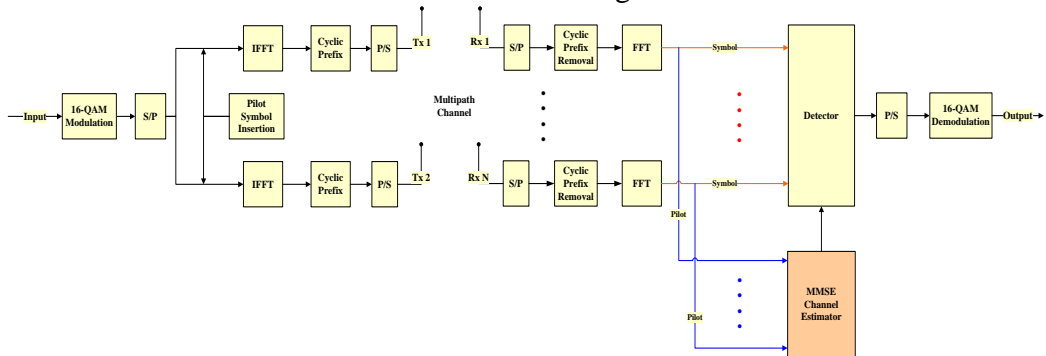 Input
16-QAM
Modulation
S/P
IFFT
Cyclic
Prefix
P/S
Tx 1
Pilot
Symbol
Insertion
IFFT
Cyclic
Prefix
P/S
Tx 2
Multipath
Channel
Rx 1
S/P
Cyclic
Prefix
Removal
FFT
Symbol
Rx N
S/P
Cyclic
Prefix
Removal
FFT
Symbol
Pilot
Pilot
Detector
MMSE
Channel
Estimator
P/S
16-QAM
Demodulation
Output